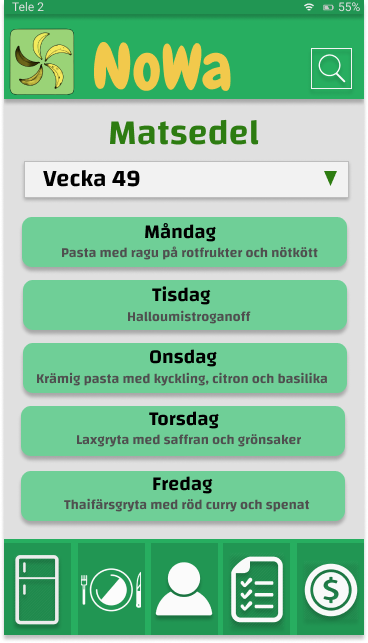 Tele 2 55%
NoWa
Matsedel
Vecka 49
Måndag
Pasta med ragu på rotfrukter och nötkött
Tisdag
Halloumistroganoff
Onsdag
Krämig pasta med kyckling, citron och basilika
Torsdag
Laxgryta med saffran och grönsaker
Fredag
Thaifärsgryta med röd curry och spenat
$